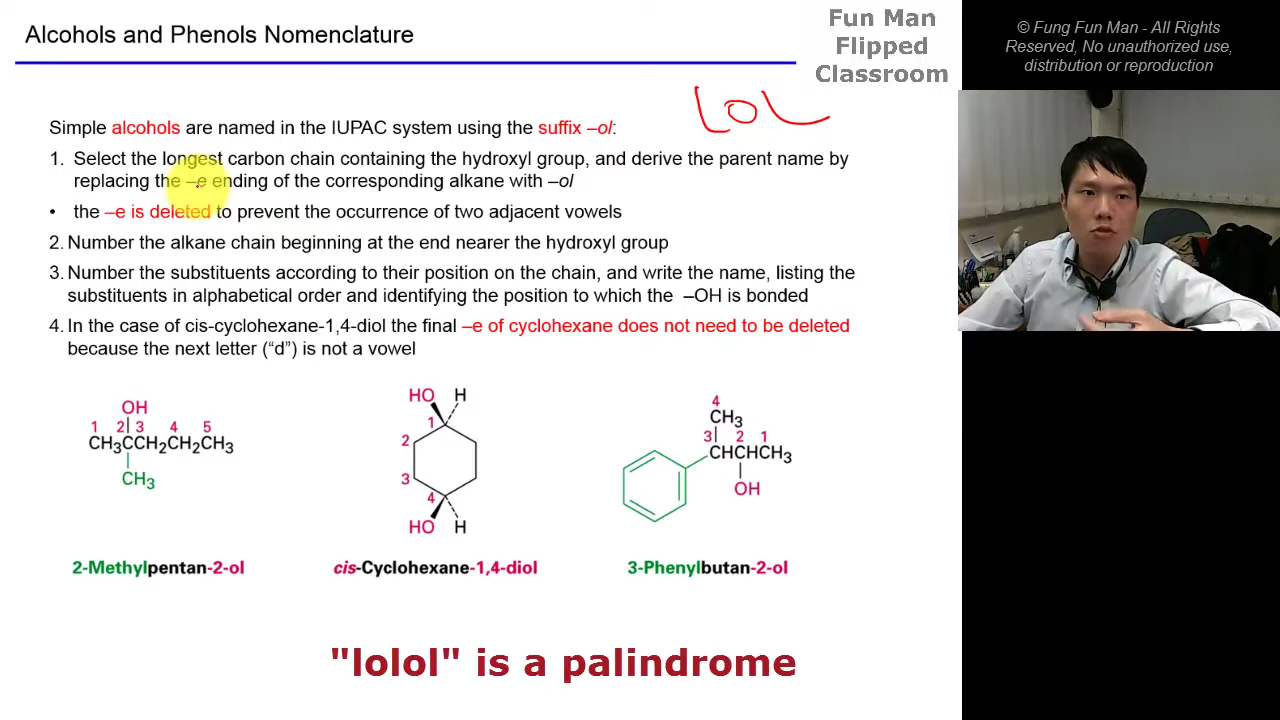 Alcohols and Phenols Nomenclature
Fun Man
Flipped
Classroom
© Fung Fun Man - All Rights
Reserved, No unauthorized use,
distribution or reproduction
LOL
Simple alcohols are named in the IUPAC system using the suffix –ol:
1. Select the longest carbon chain containing the hydroxyl group, and derive the parent name by
replacing the –e ending of the corresponding alkane with –ol
• the –e is deleted to prevent the occurrence of two adjacent vowels
2. Number the alkane chain beginning at the end nearer the hydroxyl group
3. Number the substituents according to their position on the chain, and write the name, listing the
substituents in alphabetical order and identifying the position to which the –OH is bonded
4. In the case of cis-cyclohexane-1,4-diol the final –e of cyclohexane does not need to be deleted
because the next letter (“d”) is not a vowel
OH
1 2 3 4 5
CH3CCH2CH2CH3
CH3
2-Methylpentan-2-ol
HO H
1
2
3
4
HO H
cis-Cyclohexane-1,4-diol
4
CH3
3 2 1
CHCHCH3
OH
3-Phenylbutan-2-ol
"lolol" is a palindrome